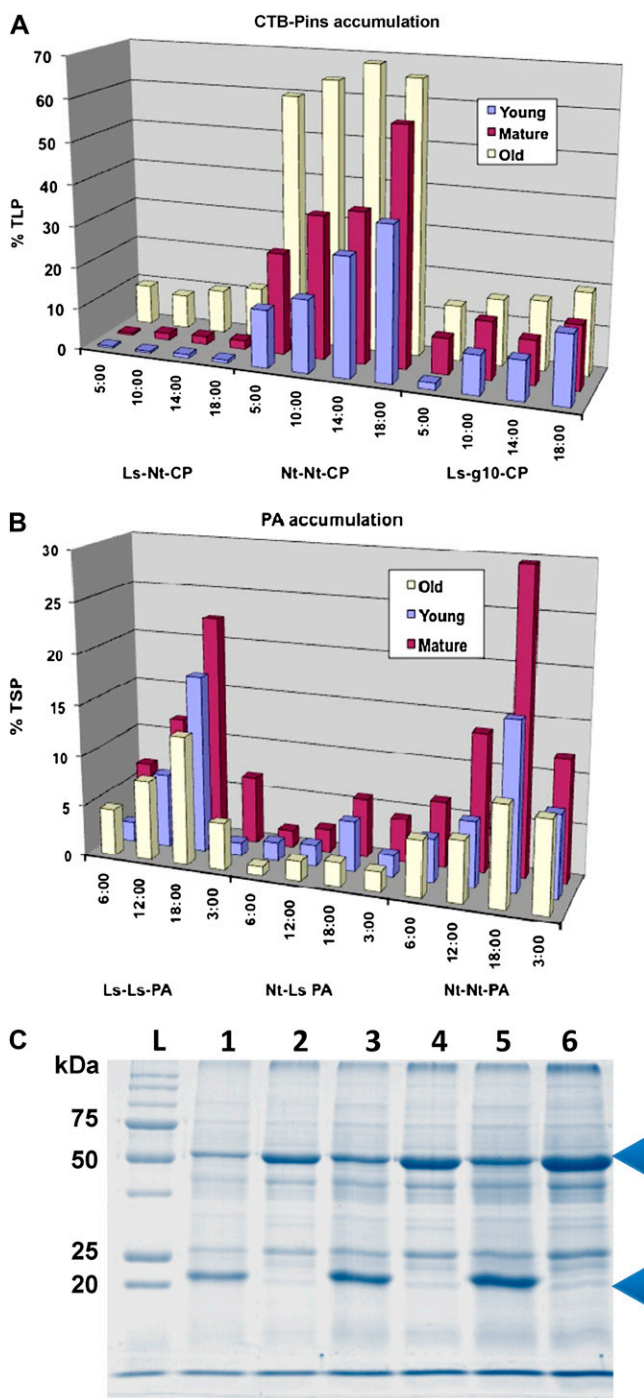 A
CTB-Pins accumulation
70
60
50
40
30
20
10
0
% TLP
Young
Mature
Old
5:00 10:00 14:00 18:00 5:00 10:00 14:00 18:00 5:00 10:00 14:00 18:00
Ls-Nt-CP Nt-Nt-CP Ls-g10-CP
B
PA accumulation
30
25
20
15
10
5
0
% TSP
Old
Young
Mature
6:00 12:00 18:00 3:00 6:00 12:00 18:00 3:00 6:00 12:00 18:00 3:00
Ls-Ls-PA Nt-Ls PA Nt-Nt-PA
C
L 1 2 3 4 5 6
kDa
75
50
25
20